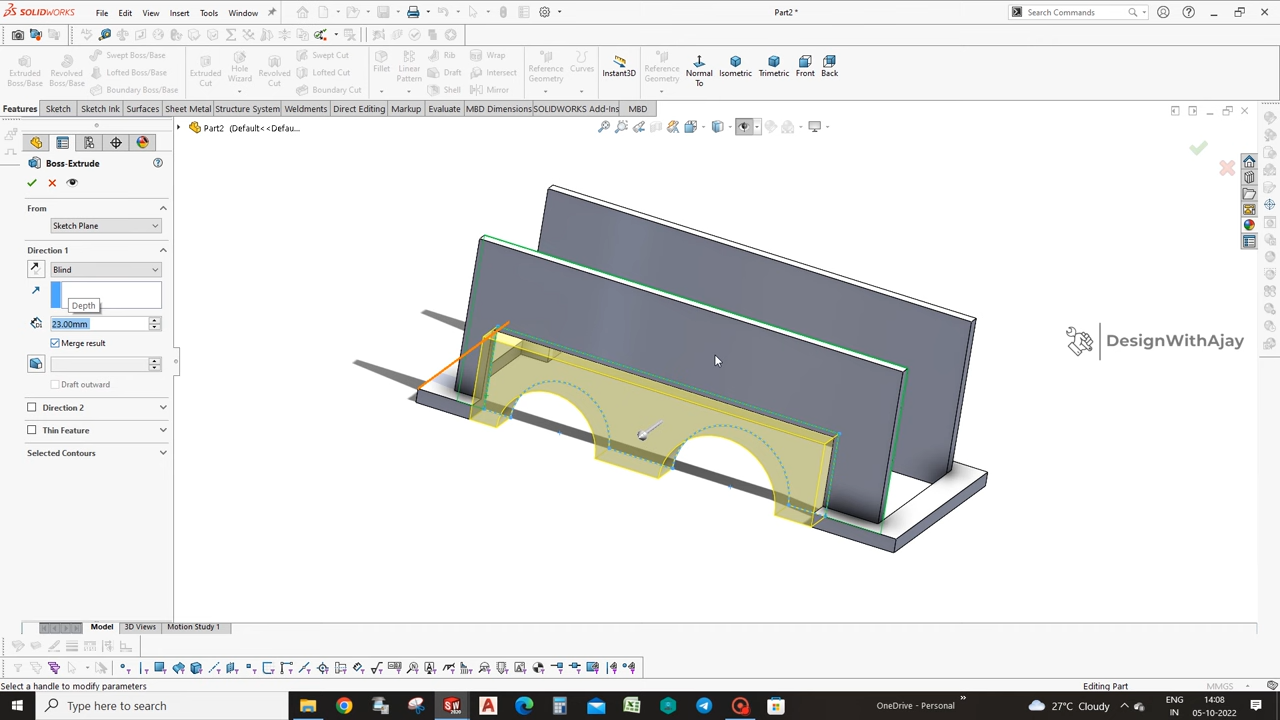 SOLIDWORKS File Edit View Insert Tools Window Part2 * Search Commands
Extruded Boss/Base
Revolved Boss/Base
Swept Boss/Base
Lofted Boss/Base
Boundary Boss/Base
Extruded Cut
Hole Wizard
Revolved Cut
Swept Cut
Lofted Cut
Boundary Cut
Fillet
Linear Pattern
Rib
Draft
Shell
Wrap
Intersect
Mirror
Reference Geometry
Curves
Instant3D
Reference Geometry
Normal To
Isometric
Trimetric
Front
Back
Features Sketch Sketch Ink Surfaces Sheet Metal Structure System Weldments Direct Editing Markup Evaluate MBD Dimensions SOLIDWORKS Add-Ins MBD
Part2 (Default<<Defau...
Boss-Extrude
From
Sketch Plane
Direction 1
Blind
Depth
23.00mm
Merge result
Draft outward
Direction 2
Thin Feature
Selected Contours
DesignWithAjay
Model 3D Views Motion Study 1
Select a handle to modify parameters Editing Part MMGS
Type here to search OneDrive - Personal 27°C Cloudy ENG IN 14:08 05-10-2022